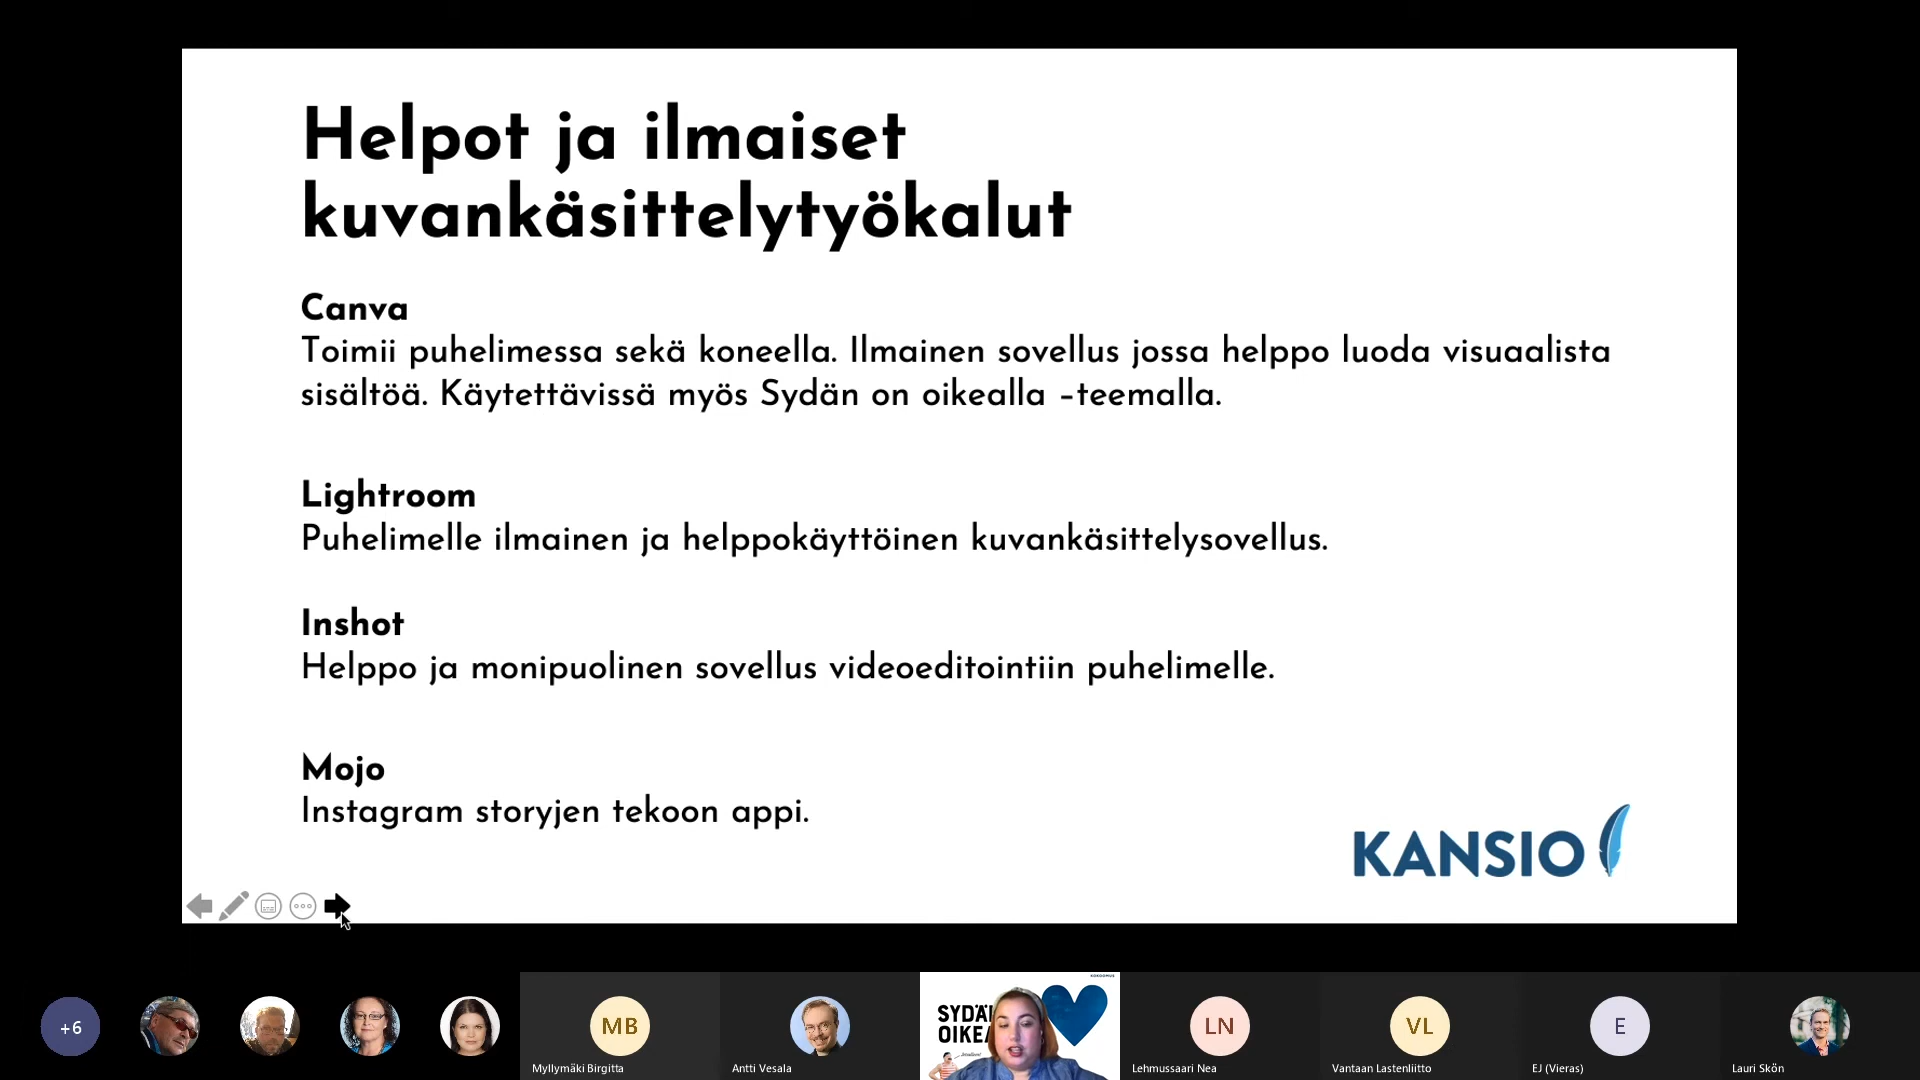 Helpot ja ilmaiset
kuvankäsittelytyökalut
Canva
Toimii puhelimessa sekä koneella. Ilmainen sovellus jossa helppo luoda visuaalista
sisältöä. Käytettävissä myös Sydän on oikealla –teemalla.
Lightroom
Puhelimelle ilmainen ja helppokäyttöinen kuvankäsittelysovellus.
Inshot
Helppo ja monipuolinen sovellus videoeditointiin puhelimelle.
Mojo
Instagram storyjen tekoon appi.
KANSIO
+6
MB
Myllymäki Birgitta
Antti Vesala
KOKOOMUS
SYDÄ
OIKEA
LN
Lehmussaari Nea
VL
Vantaan Lastenliitto
E
EJ (Vieras)
Lauri Skön